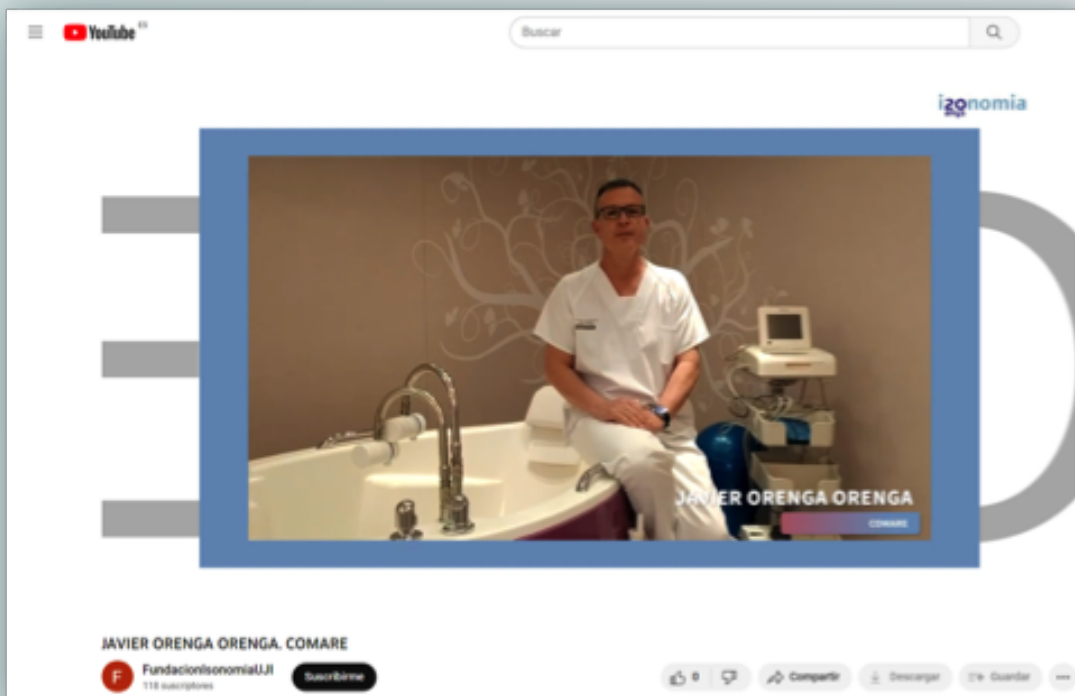 YouTube ES
Buscar
i20nomia
JAVIER ORENGA ORENGA
COMARE
JAVIER ORENGA ORENGA. COMARE
F
FundacionIsonomiaUJI
118 suscriptores
Suscribirme
0
Compartir
Descargar
Guardar